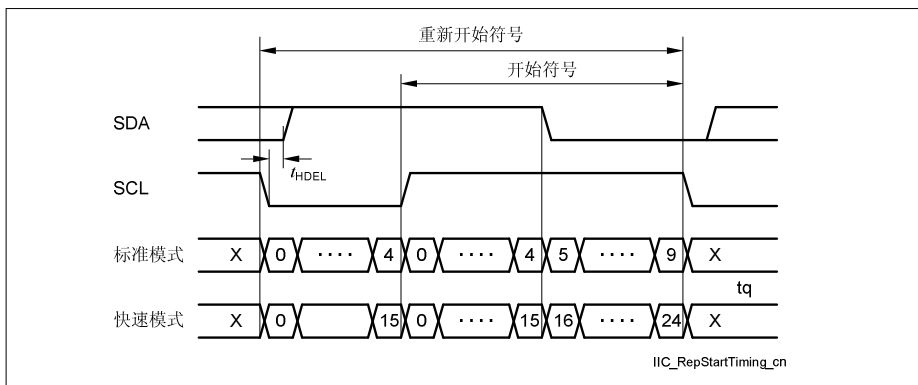 重新开始符号
开始符号
SDA
tHDEL
SCL
标准模式 X 0 ···· 4 0 ···· 4 5 ···· 9 X
tq
快速模式 X 0 15 0 ···· 15 16 ···· 24 X
IIC_RepStartTiming_cn